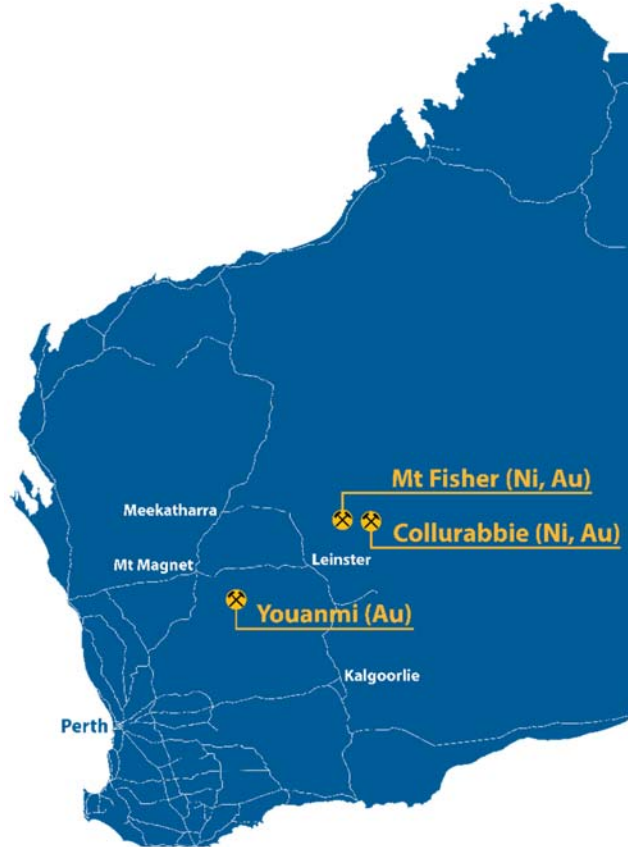 Mt Fisher (Ni, Au)
Meekatharra
Collurabbie (Ni, Au)
Leinster
Mt Magnet
Youanmi (Au)
Kalgoorlie
Perth